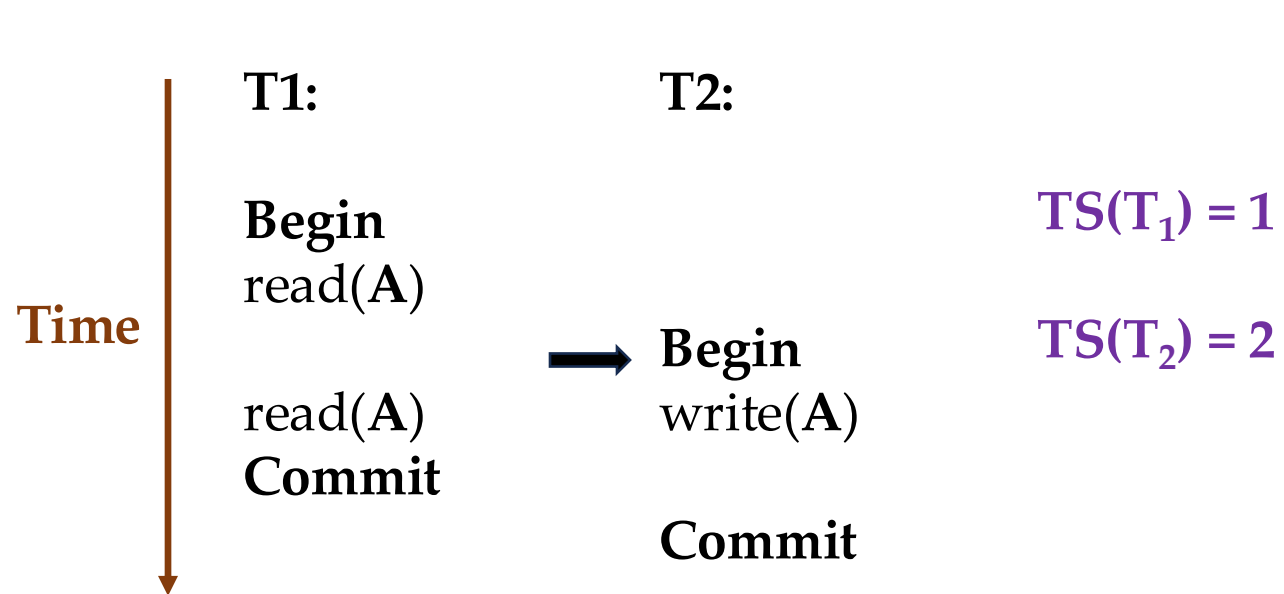 T1:
T2:
Begin
TS(T₁) = 1
read(A)
Time
Begin
TS(T₂) = 2
read(A)
write(A)
Commit
Commit